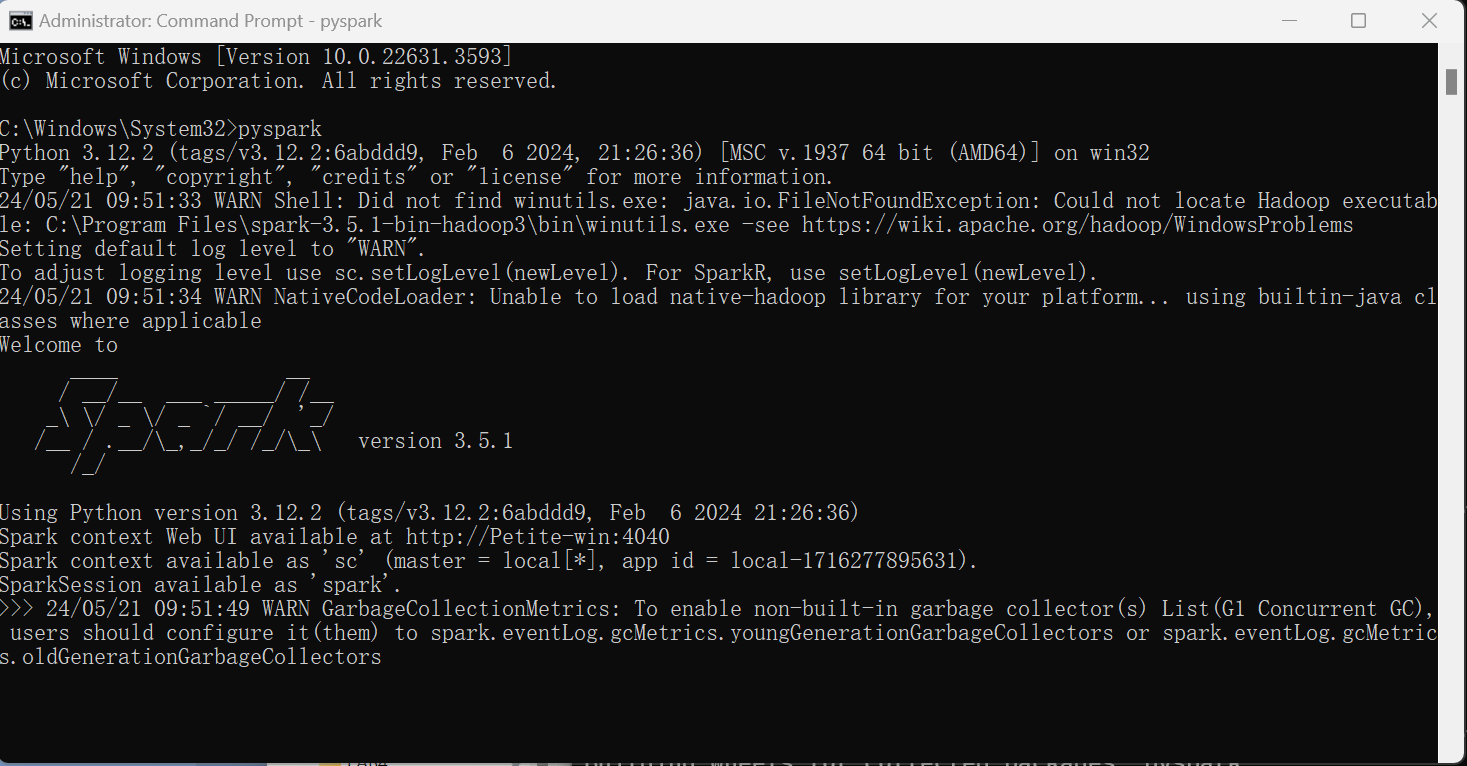 Administrator: Command Prompt - pyspark
Microsoft Windows [Version 10.0.22631.3593]
(c) Microsoft Corporation. All rights reserved.
C:\Windows\System32>pyspark
Python 3.12.2 (tags/v3.12.2:6abddd9, Feb  6 2024, 21:26:36) [MSC v.1937 64 bit (AMD64)] on win32
Type "help", "copyright", "credits" or "license" for more information.
24/05/21 09:51:33 WARN Shell: Did not find winutils.exe: java.io.FileNotFoundException: Could not locate Hadoop executab
le: C:\Program Files\spark-3.5.1-bin-hadoop3\bin\winutils.exe -see https://wiki.apache.org/hadoop/WindowsProblems
Setting default log level to "WARN".
To adjust logging level use sc.setLogLevel(newLevel). For SparkR, use setLogLevel(newLevel).
24/05/21 09:51:34 WARN NativeCodeLoader: Unable to load native-hadoop library for your platform... using builtin-java cl
asses where applicable
Welcome to
Spark version 3.5.1
Using Python version 3.12.2 (tags/v3.12.2:6abddd9, Feb  6 2024 21:26:36)
Spark context Web UI available at http://Petite-win:4040
Spark context available as 'sc' (master = local[*], app id = local-1716277895631).
SparkSession available as 'spark'.
>>> 24/05/21 09:51:49 WARN GarbageCollectionMetrics: To enable non-built-in garbage collector(s) List(G1 Concurrent GC),
users should configure it(them) to spark.eventLog.gcMetrics.youngGenerationGarbageCollectors or spark.eventLog.gcMetric
s.oldGenerationGarbageCollectors